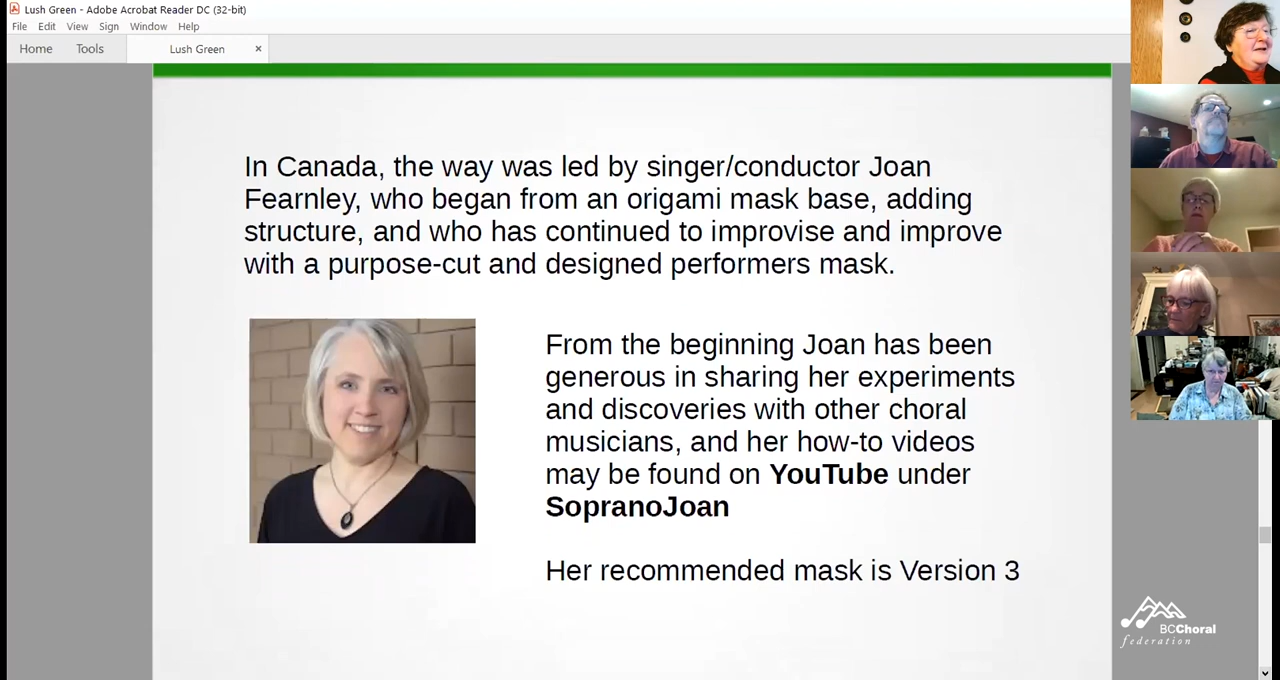 Lush Green - Adobe Acrobat Reader DC (32-bit)
File Edit View Sign Window Help
Home Tools Lush Green ×
In Canada, the way was led by singer/conductor Joan
Fearnley, who began from an origami mask base, adding
structure, and who has continued to improvise and improve
with a purpose-cut and designed performers mask.
From the beginning Joan has been
generous in sharing her experiments
and discoveries with other choral
musicians, and her how-to videos
may be found on YouTube under
SopranoJoan
Her recommended mask is Version 3
BCChoral
federation